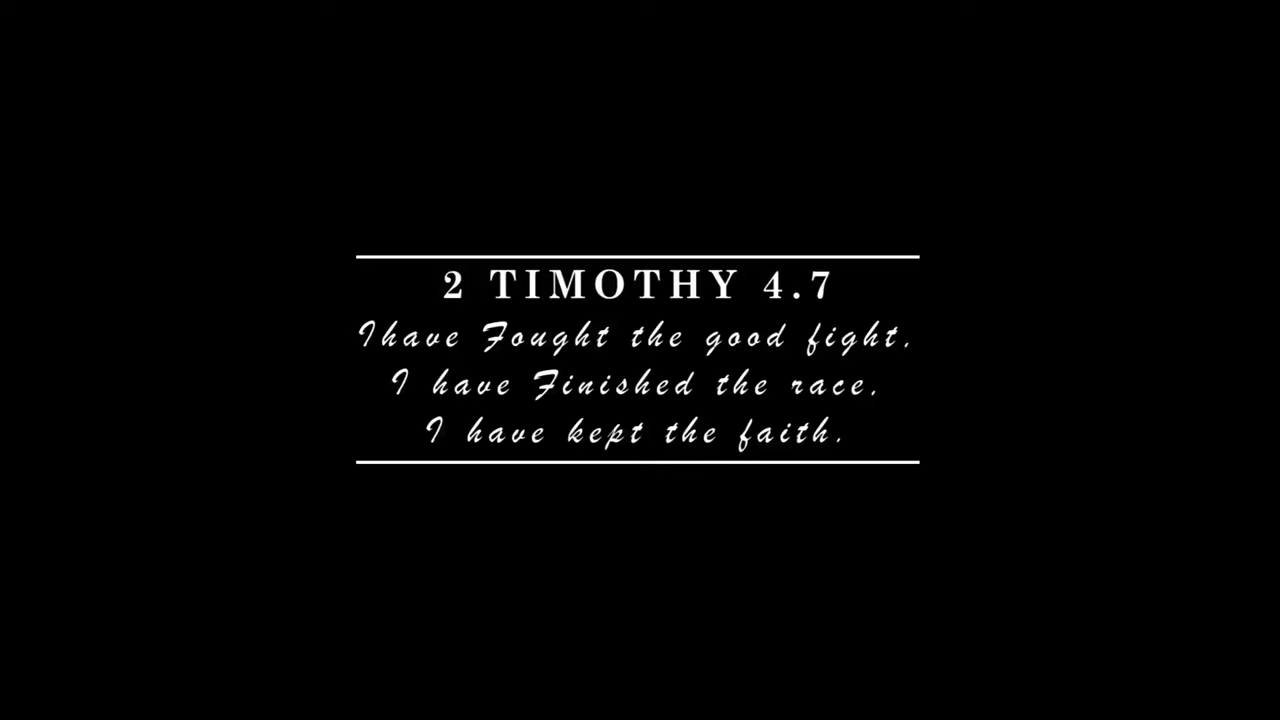 2 TIMOTHY 4.7
Ihave Fought the good fight,
I have Finished the race,
I have kept the faith.